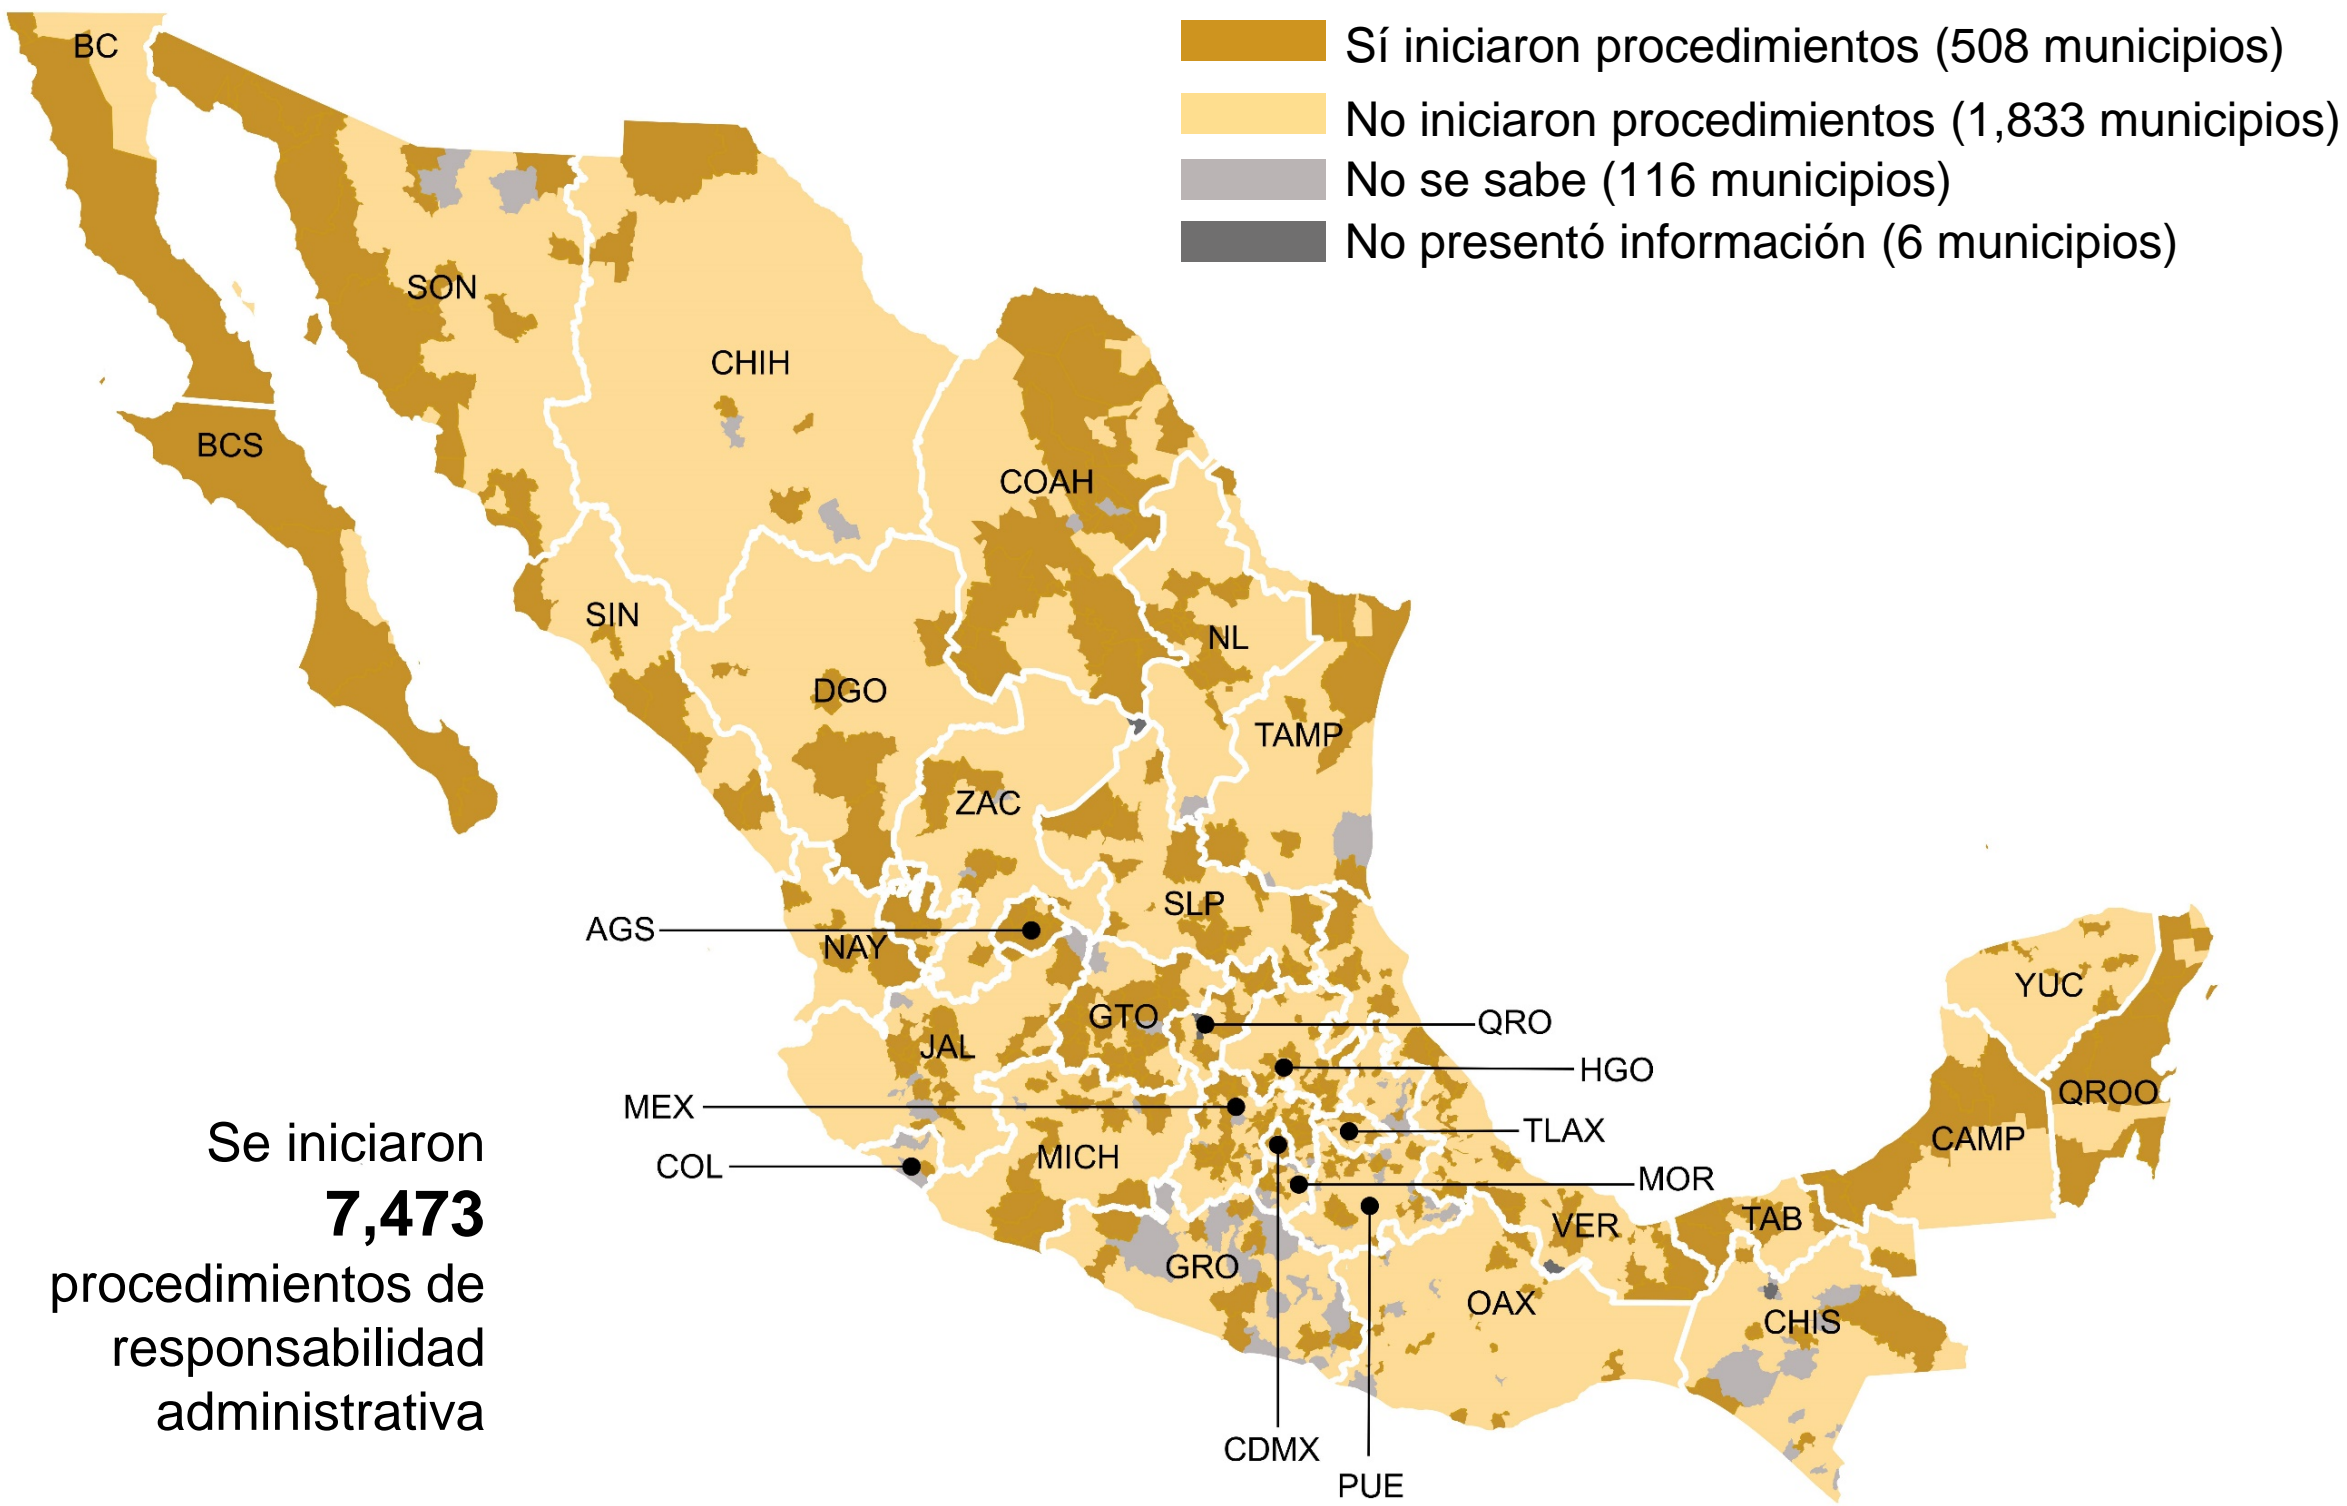 Sí iniciaron procedimientos (508 municipios)
No iniciaron procedimientos (1,833 municipios)
No se sabe (116 municipios)
No presentó información (6 municipios)
BC
SON
CHIH
BCS
COAH
SIN
NL
DGO
TAMP
ZAC
SLP
AGS
NAY
YUC
GTO
QRO
JAL
HGO
QROO
MEX
TLAX
CAMP
MICH
COL
MOR
VER
TAB
GRO
OAX
CHIS
CDMX
PUE
Se iniciaron
7,473
procedimientos de
responsabilidad
administrativa